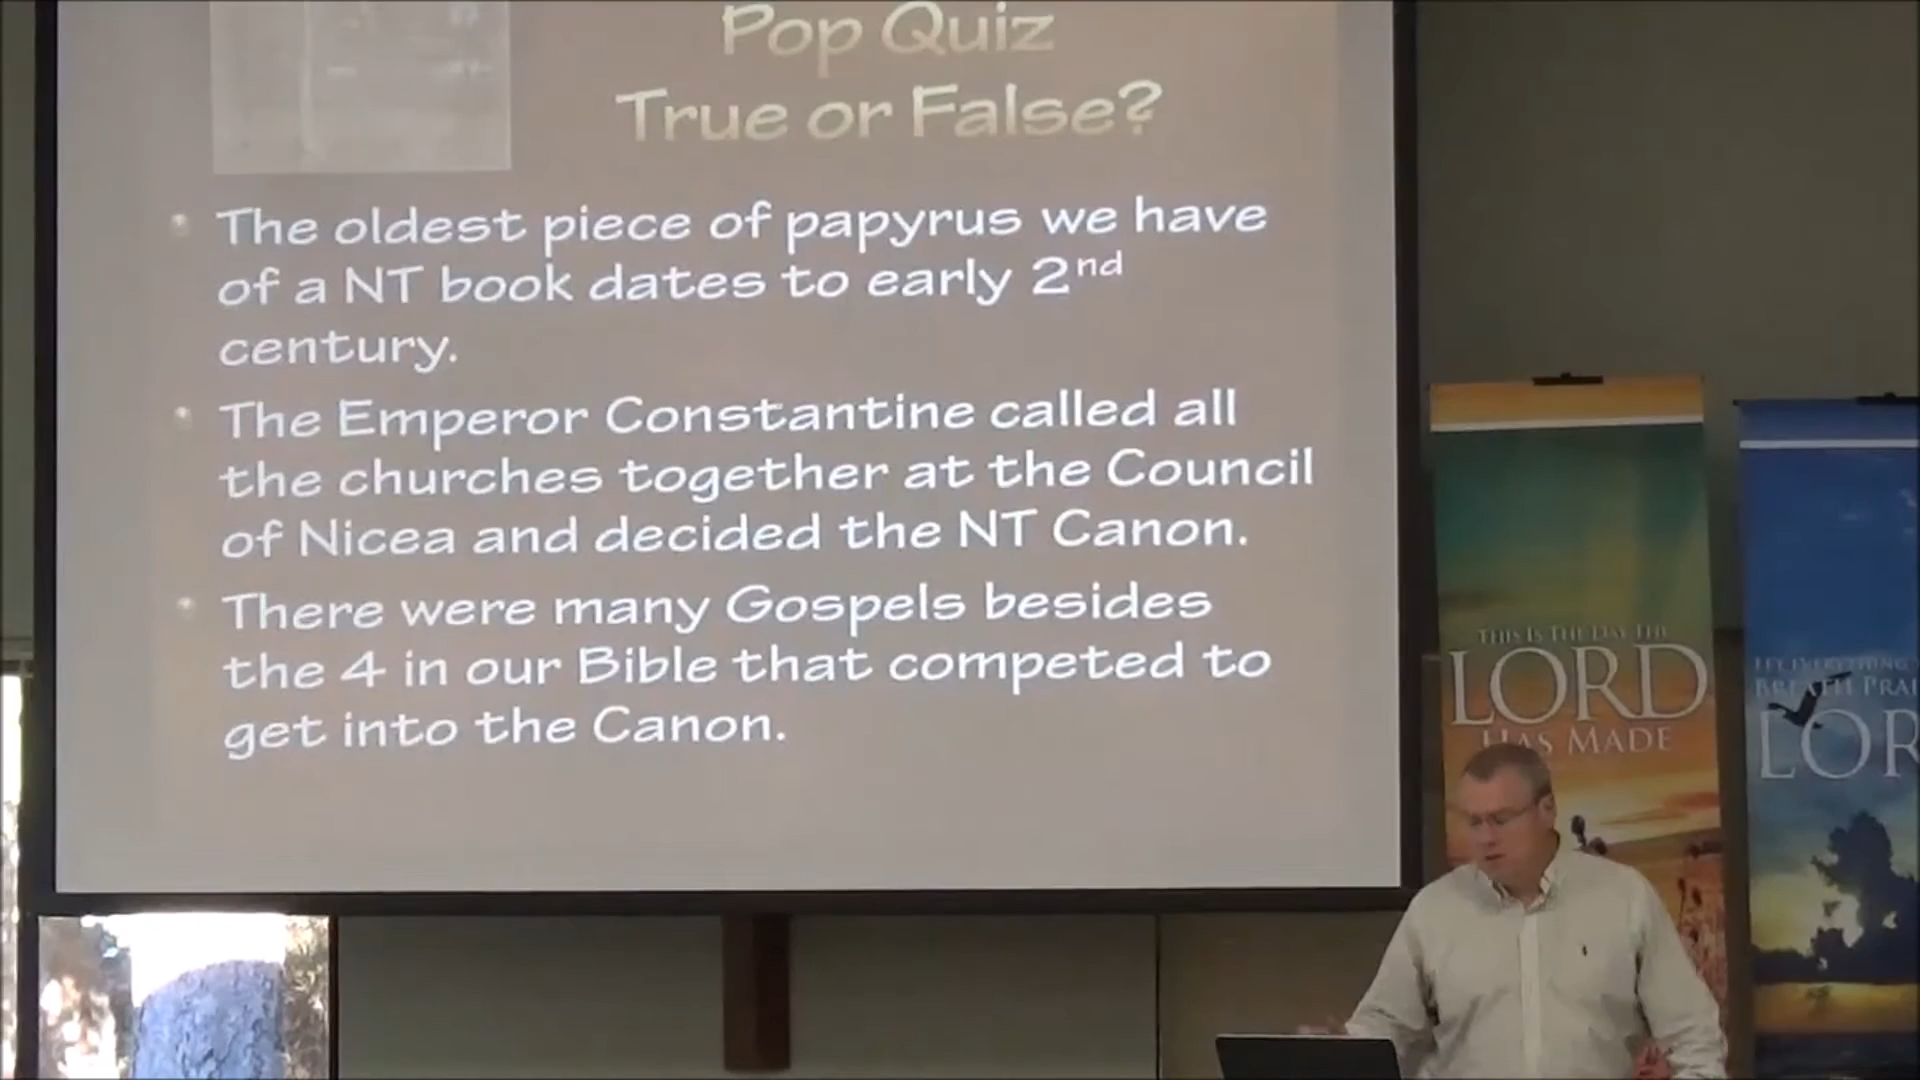 Pop Quiz
True or False?
The oldest piece of papyrus we have
of a NT book dates to early 2nd
century.
The Emperor Constantine called all
the churches together at the Council
of Nicea and decided the NT Canon.
There were many Gospels besides
the 4 in our Bible that competed to
get into the Canon.
THIS IS THE DAY THE
LORD
HAS MADE
LET EVERYTHING
BREATH